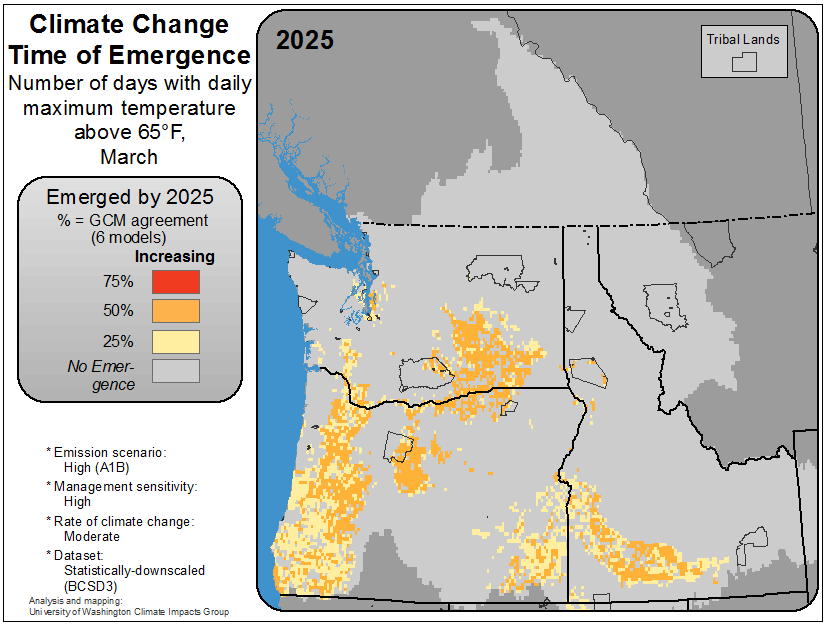 Climate Change
Time of Emergence
Number of days with daily
maximum temperature
above 65°F,
March
Emerged by 2025
% = GCM agreement
(6 models)
Increasing
75%
50%
25%
No Emer-
gence
* Emission scenario:
High (A1B)
* Management sensitivity:
High
* Rate of climate change:
Moderate
* Dataset:
Statistically-downscaled
(BCSD3)
Analysis and mapping:
University of Washington Climate Impacts Group
2025
Tribal Lands